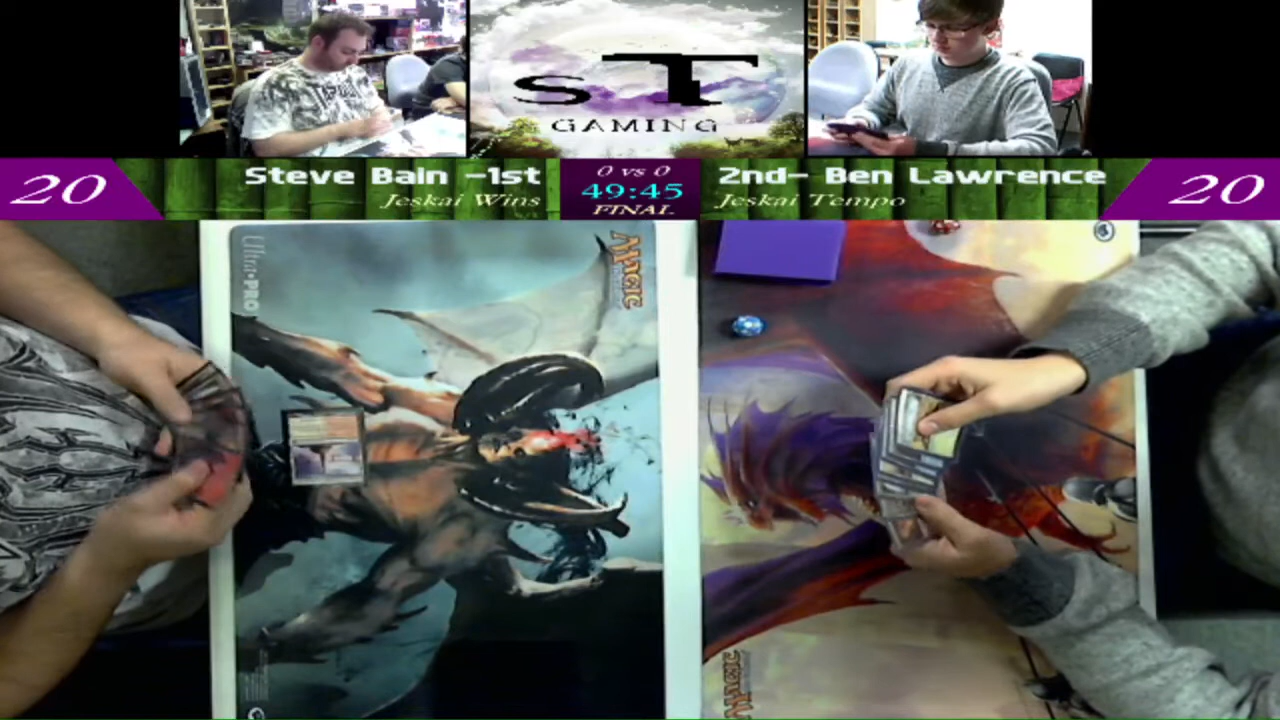 ST
GAMING
20
Steve Bain -1st
Jeskai Wins
0 vs 0
49:45
FINAL
2nd- Ben Lawrence
Jeskai Tempo
20
Ultra•PRO
MAGIC
MAGIC